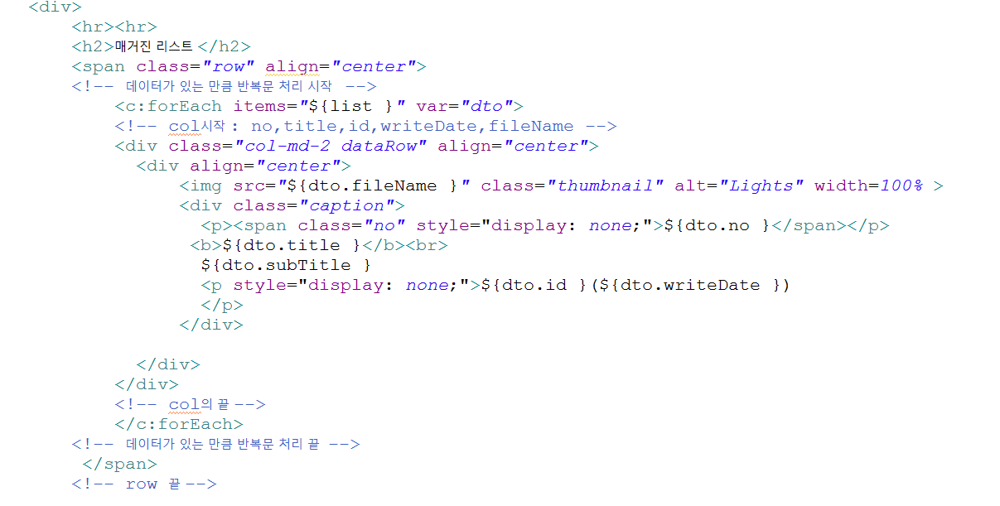 <div>
<hr><hr>
<h2>매거진 리스트 </h2>
<span class="row" align="center">
<!-- 데이터가 있는 만큼 반복문 처리 시작 -->
<c:forEach items="${list }" var="dto">
<!-- col시작 : no,title,id,writeDate,fileName -->
<div class="col-md-2 dataRow" align="center">
<div align="center">
<img src="${dto.fileName }" class="thumbnail" alt="Lights" width=100% >
<div class="caption">
<p><span class="no" style="display: none;">${dto.no }</span></p>
<b>${dto.title }</b><br>
${dto.subTitle }
<p style="display: none;">${dto.id }(${dto.writeDate })
</p>
</div>
</div>
</div>
<!-- col의 끝 -->
</c:forEach>
<!-- 데이터가 있는 만큼 반복문 처리 끝 -->
</span>
<!-- row 끝 -->